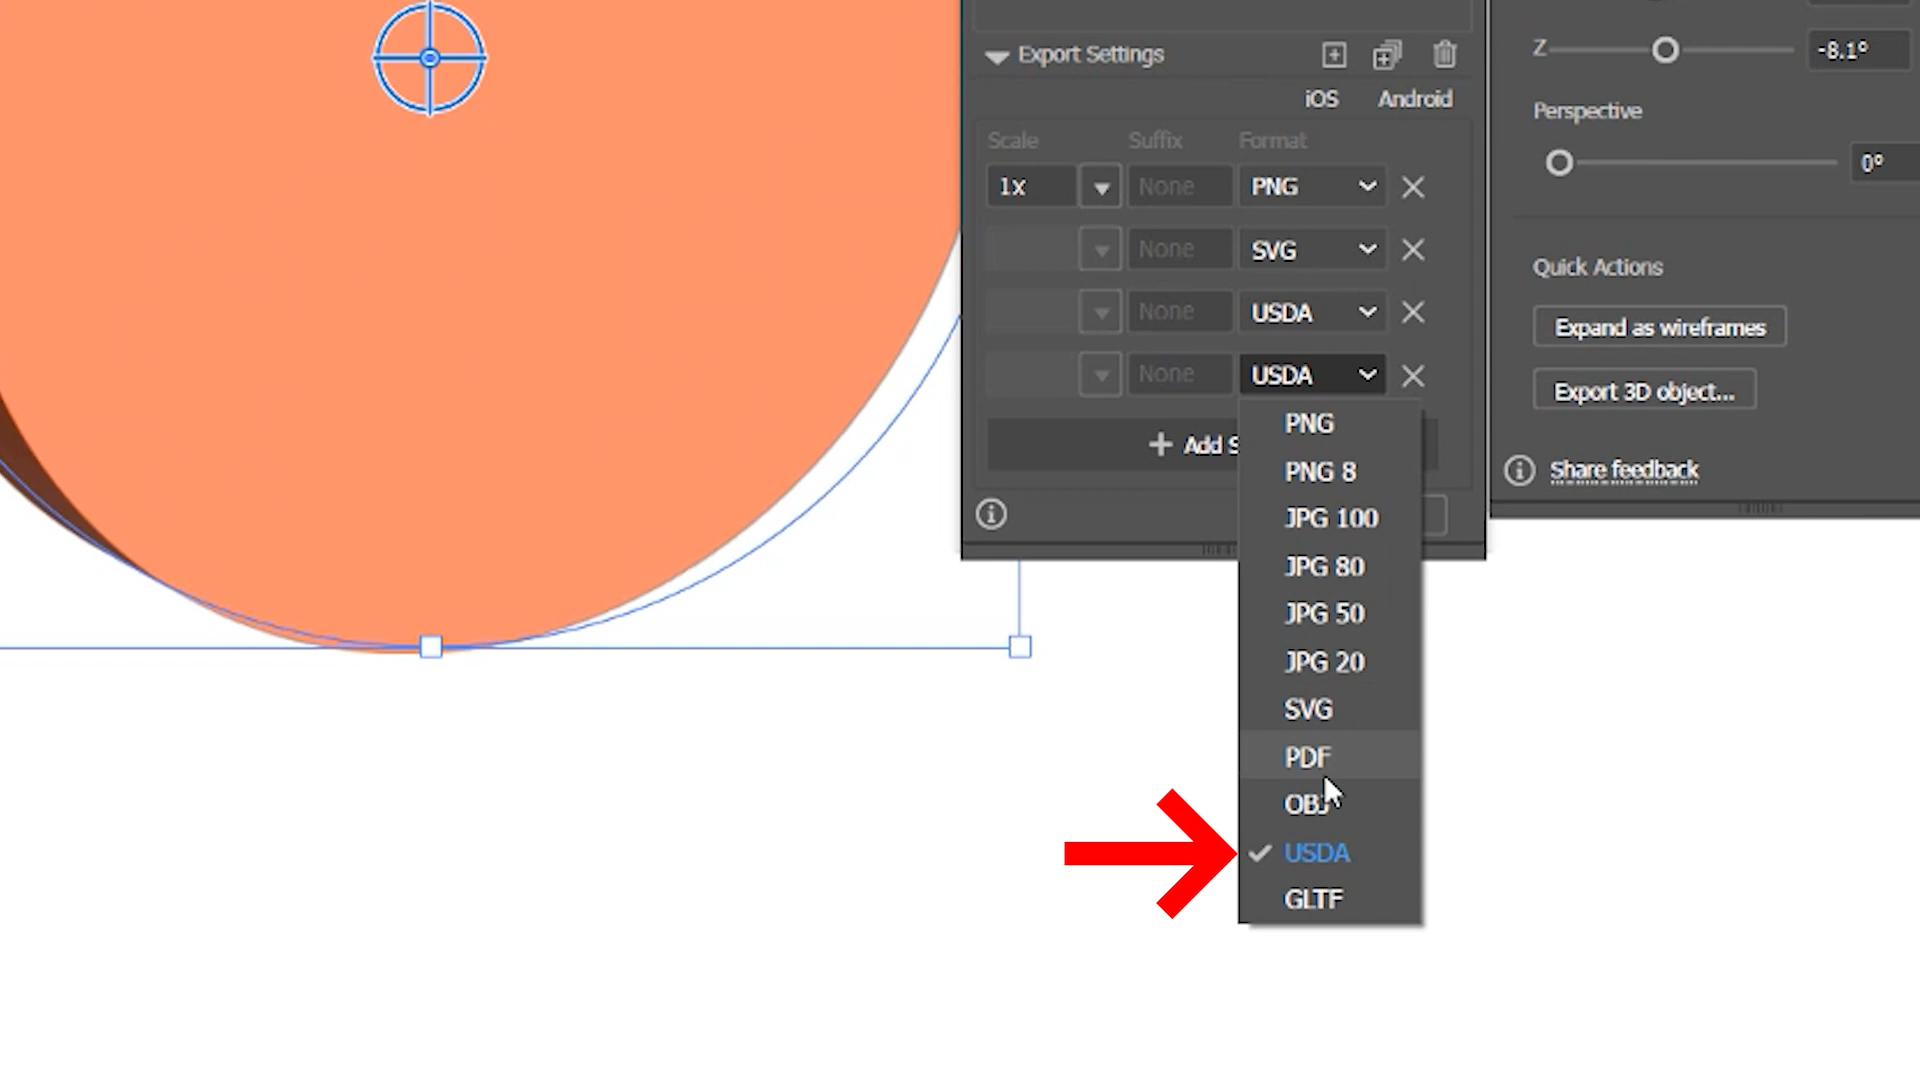 Export Settings
iOS Android
Scale Suffix Format
1x None PNG
None SVG
None USDA
None USDA
Add S
PNG
PNG 8
JPG 100
JPG 80
JPG 50
JPG 20
SVG
PDF
OBJ
USDA
GLTF
Z -8.1°
Perspective
0°
Quick Actions
Expand as wireframes
Export 3D object...
Share feedback